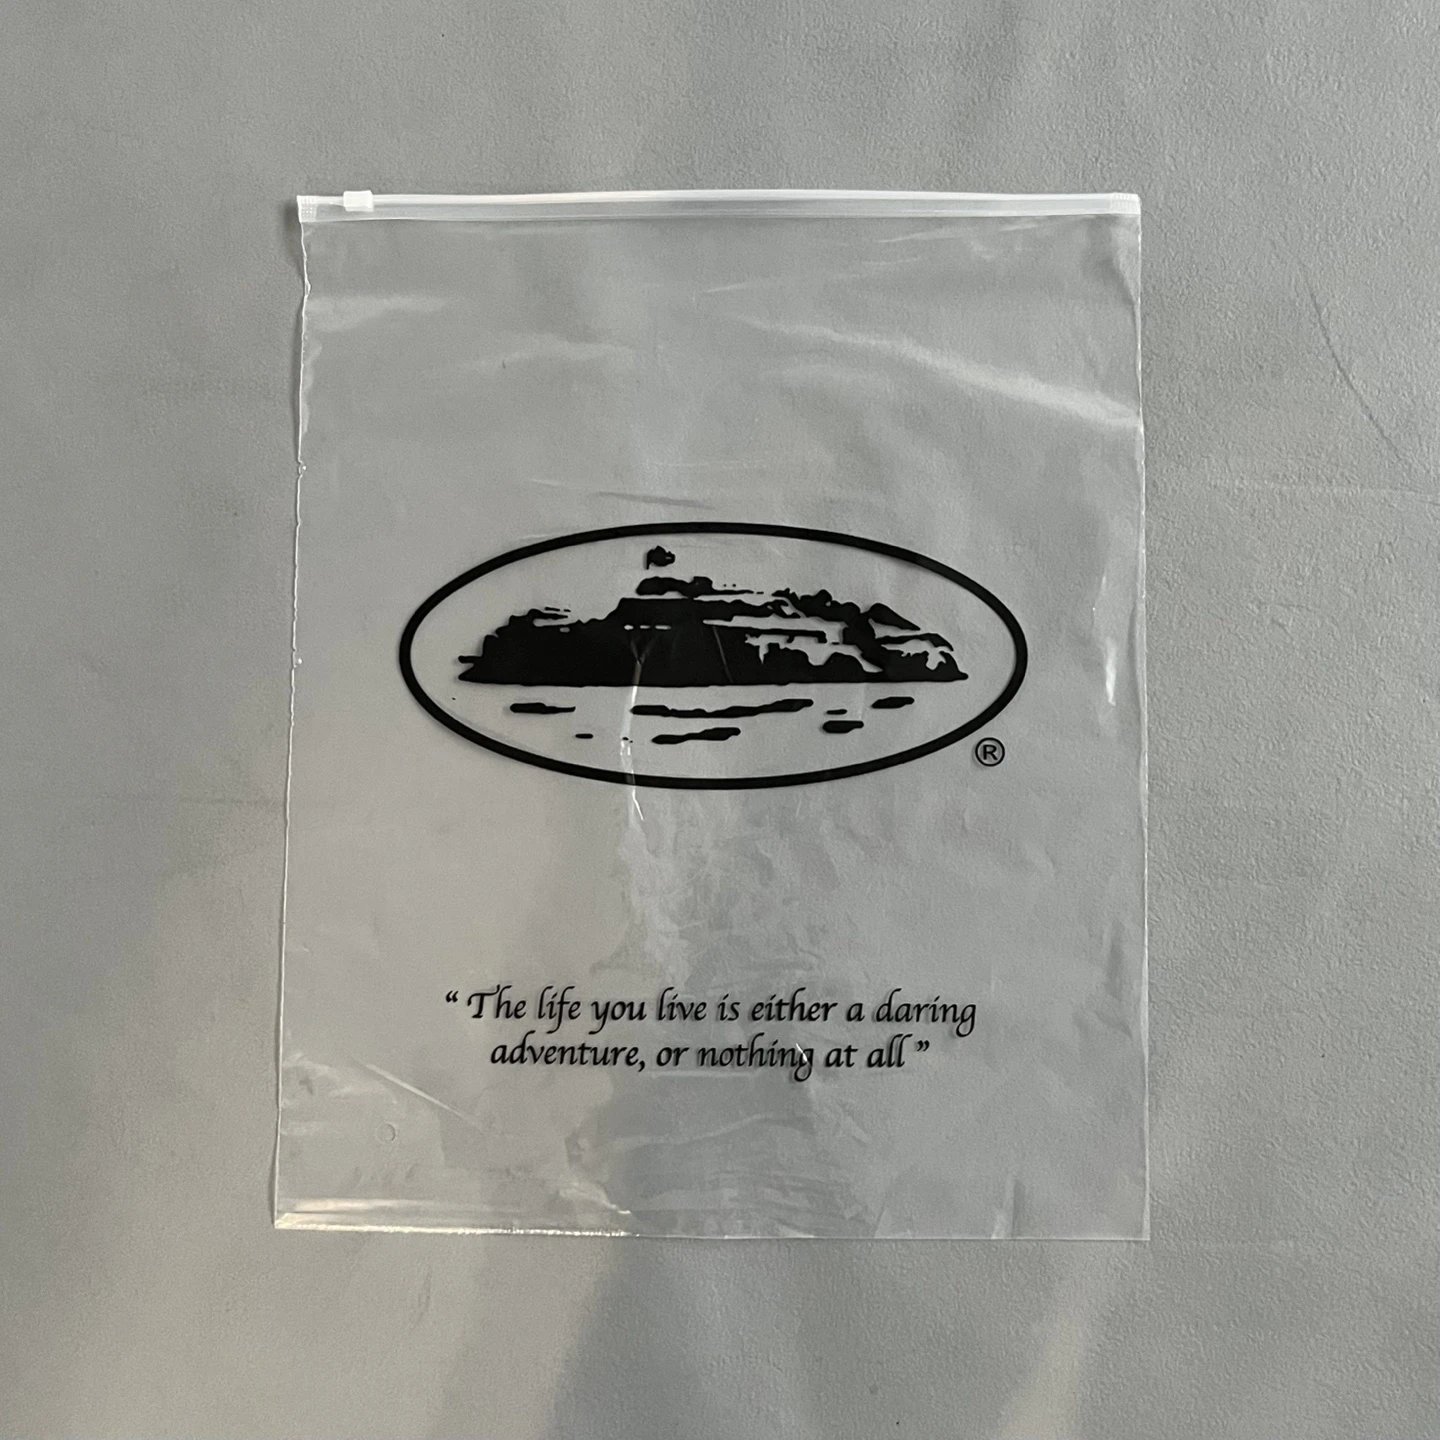 ®
“ The life you live is either a daring
adventure, or nothing at all ”